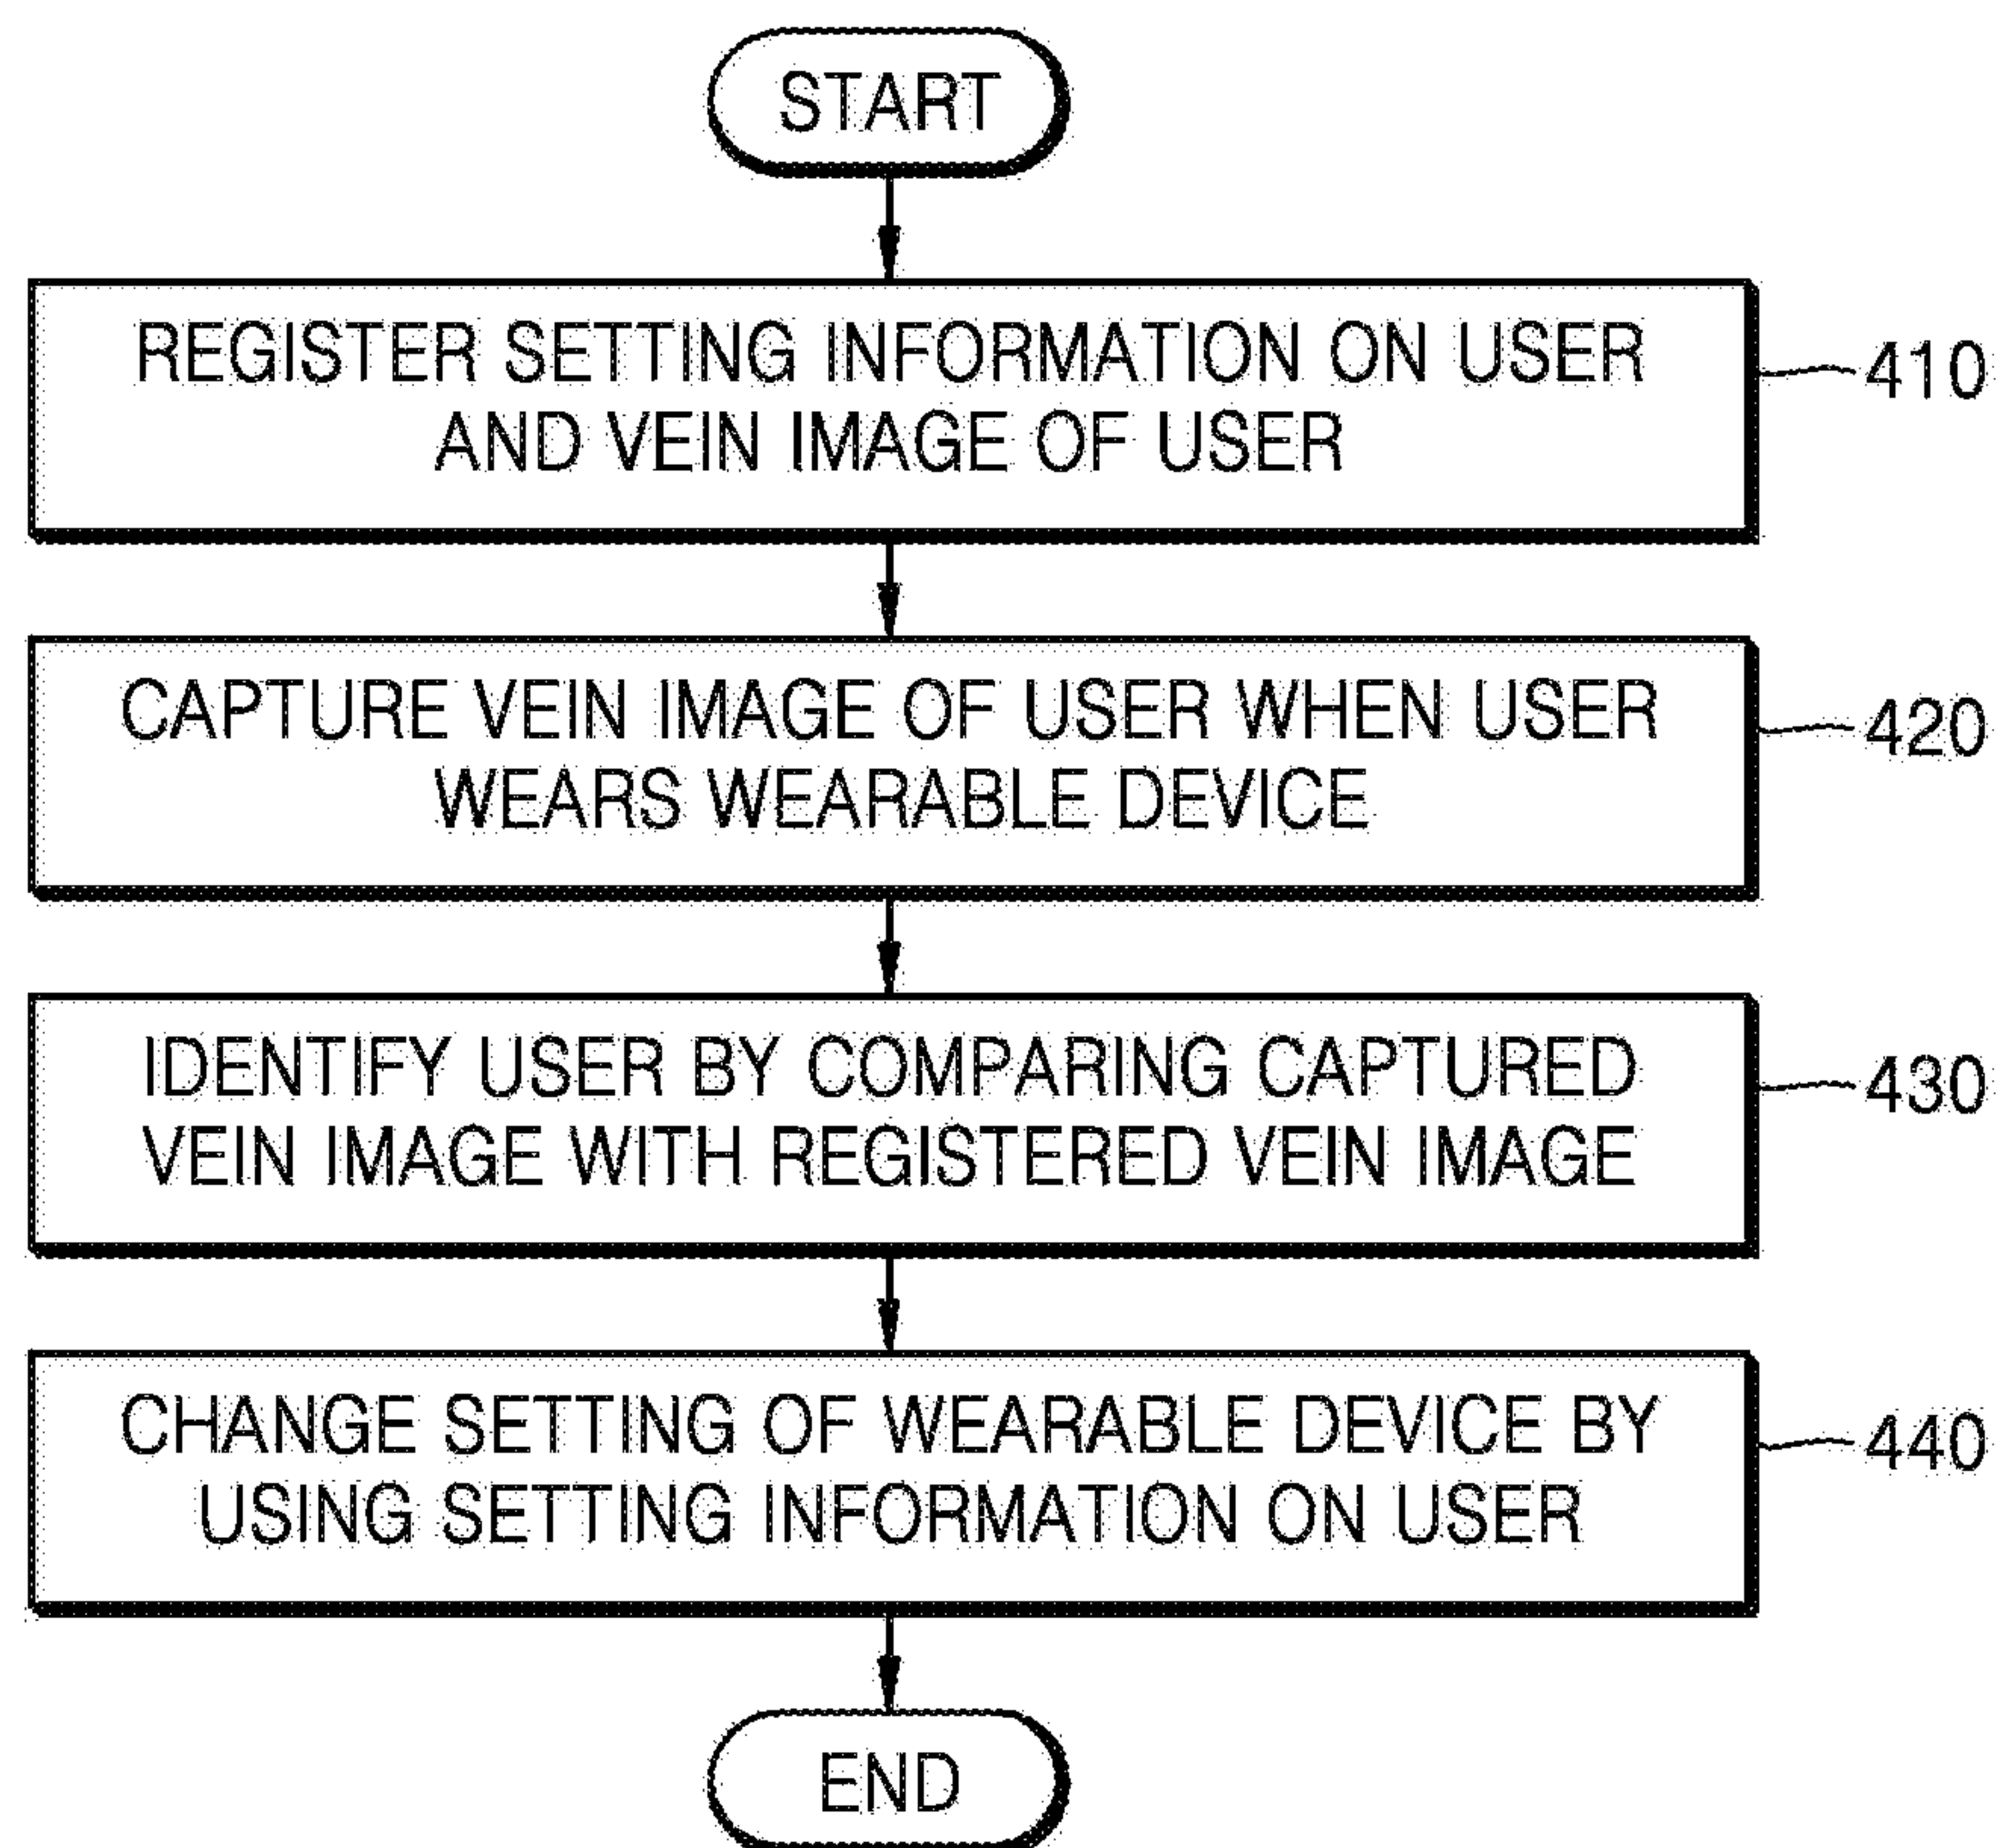 START
REGISTER SETTING INFORMATION ON USER
AND VEIN IMAGE OF USER
410
CAPTURE VEIN IMAGE OF USER WHEN USER
WEARS WEARABLE DEVICE
420
IDENTIFY USER BY COMPARING CAPTURED
VEIN IMAGE WITH REGISTERED VEIN IMAGE
430
CHANGE SETTING OF WEARABLE DEVICE BY
USING SETTING INFORMATION ON USER
440
END